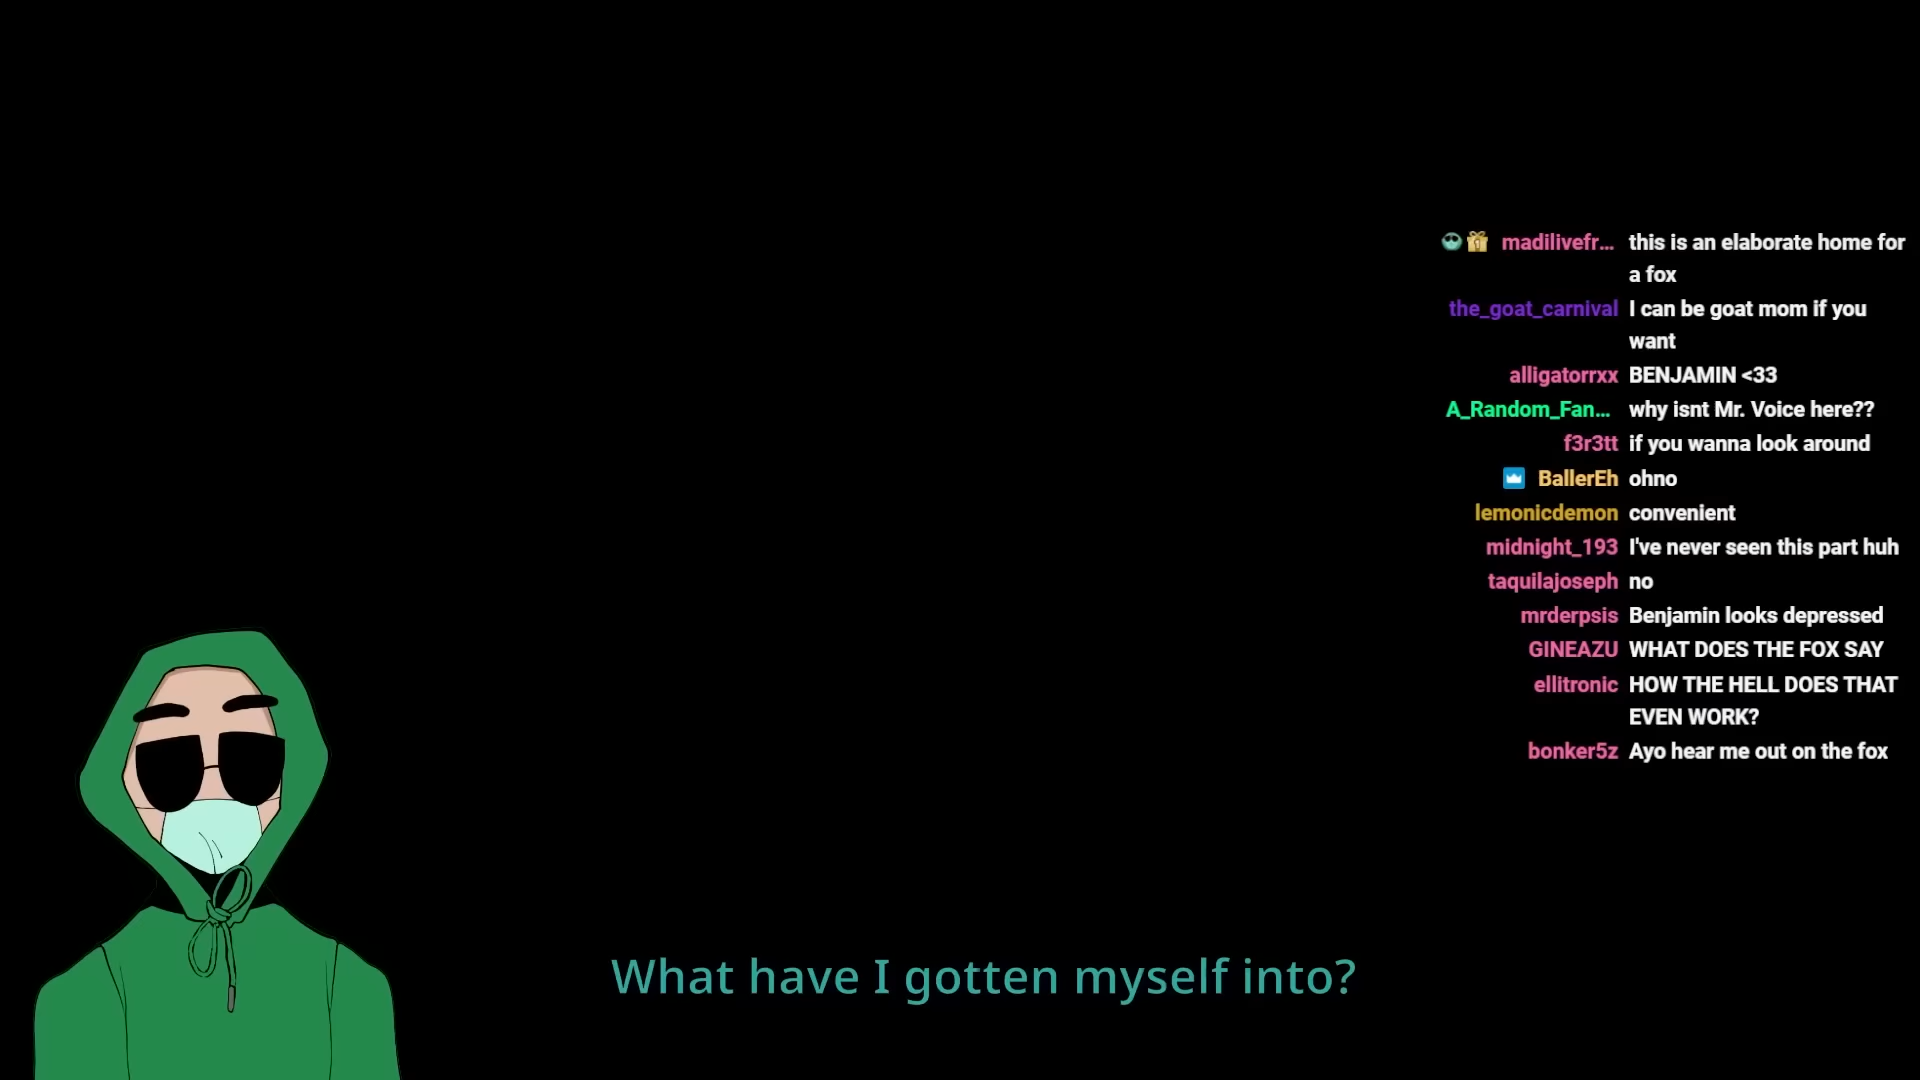 madilivefr... this is an elaborate home for
a fox
the_goat_carnival I can be goat mom if you
want
alligatorrxx BENJAMIN <33
A_Random_Fan... why isnt Mr. Voice here??
f3r3tt if you wanna look around
BallerEh ohno
lemonicdemon convenient
midnight_193 I've never seen this part huh
taquilajoseph no
mrderpsis Benjamin looks depressed
GINEAZU WHAT DOES THE FOX SAY
ellitronic HOW THE HELL DOES THAT
EVEN WORK?
bonker5z Ayo hear me out on the fox
What have I gotten myself into?